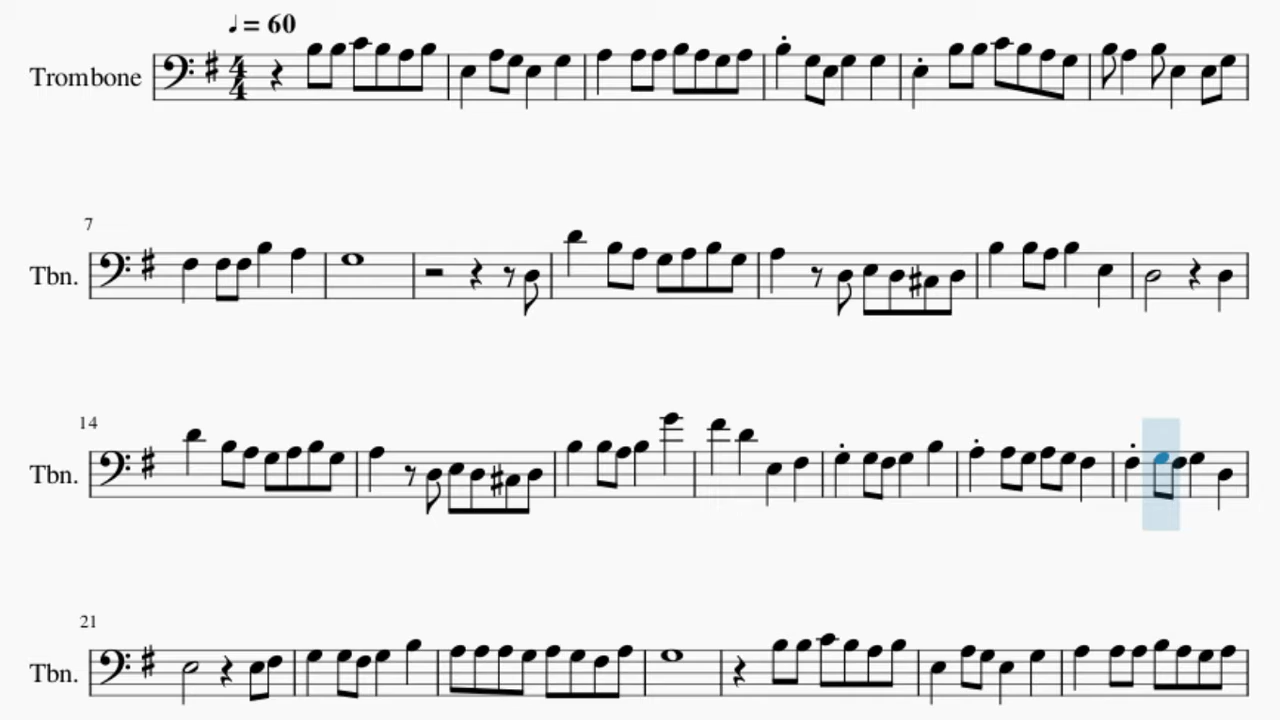 ♩ = 60
Trombone
7
Tbn.
14
Tbn.
21
Tbn.